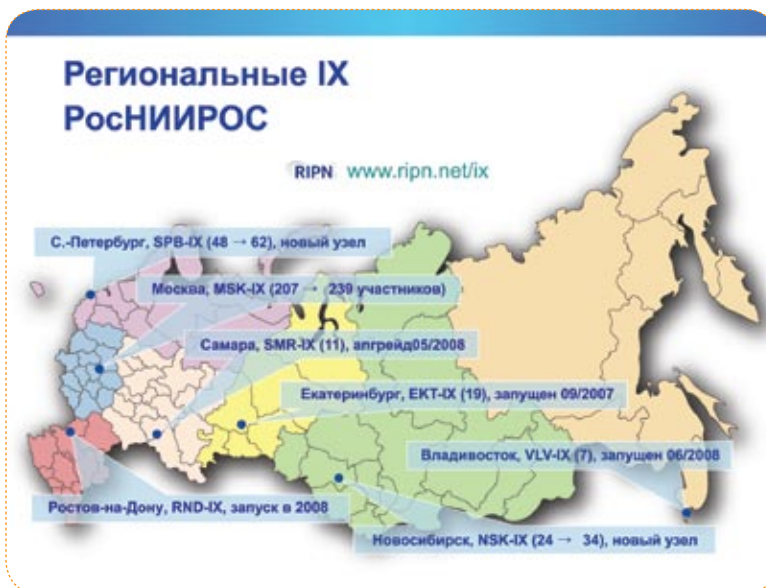 Региональные IX
РосНИИРОС
RIPN www.ripn.net/ix
С.-Петербург, SPB-IX (48 → 62), новый узел
Москва, MSK-IX (207 → 239 участников)
Самара, SMR-IX (11), апгрейд05/2008
Екатеринбург, EKT-IX (19), запущен 09/2007
Владивосток, VLV-IX (7), запущен 06/2008
Ростов-на-Дону, RND-IX, запуск в 2008
Новосибирск, NSK-IX (24 → 34), новый узел